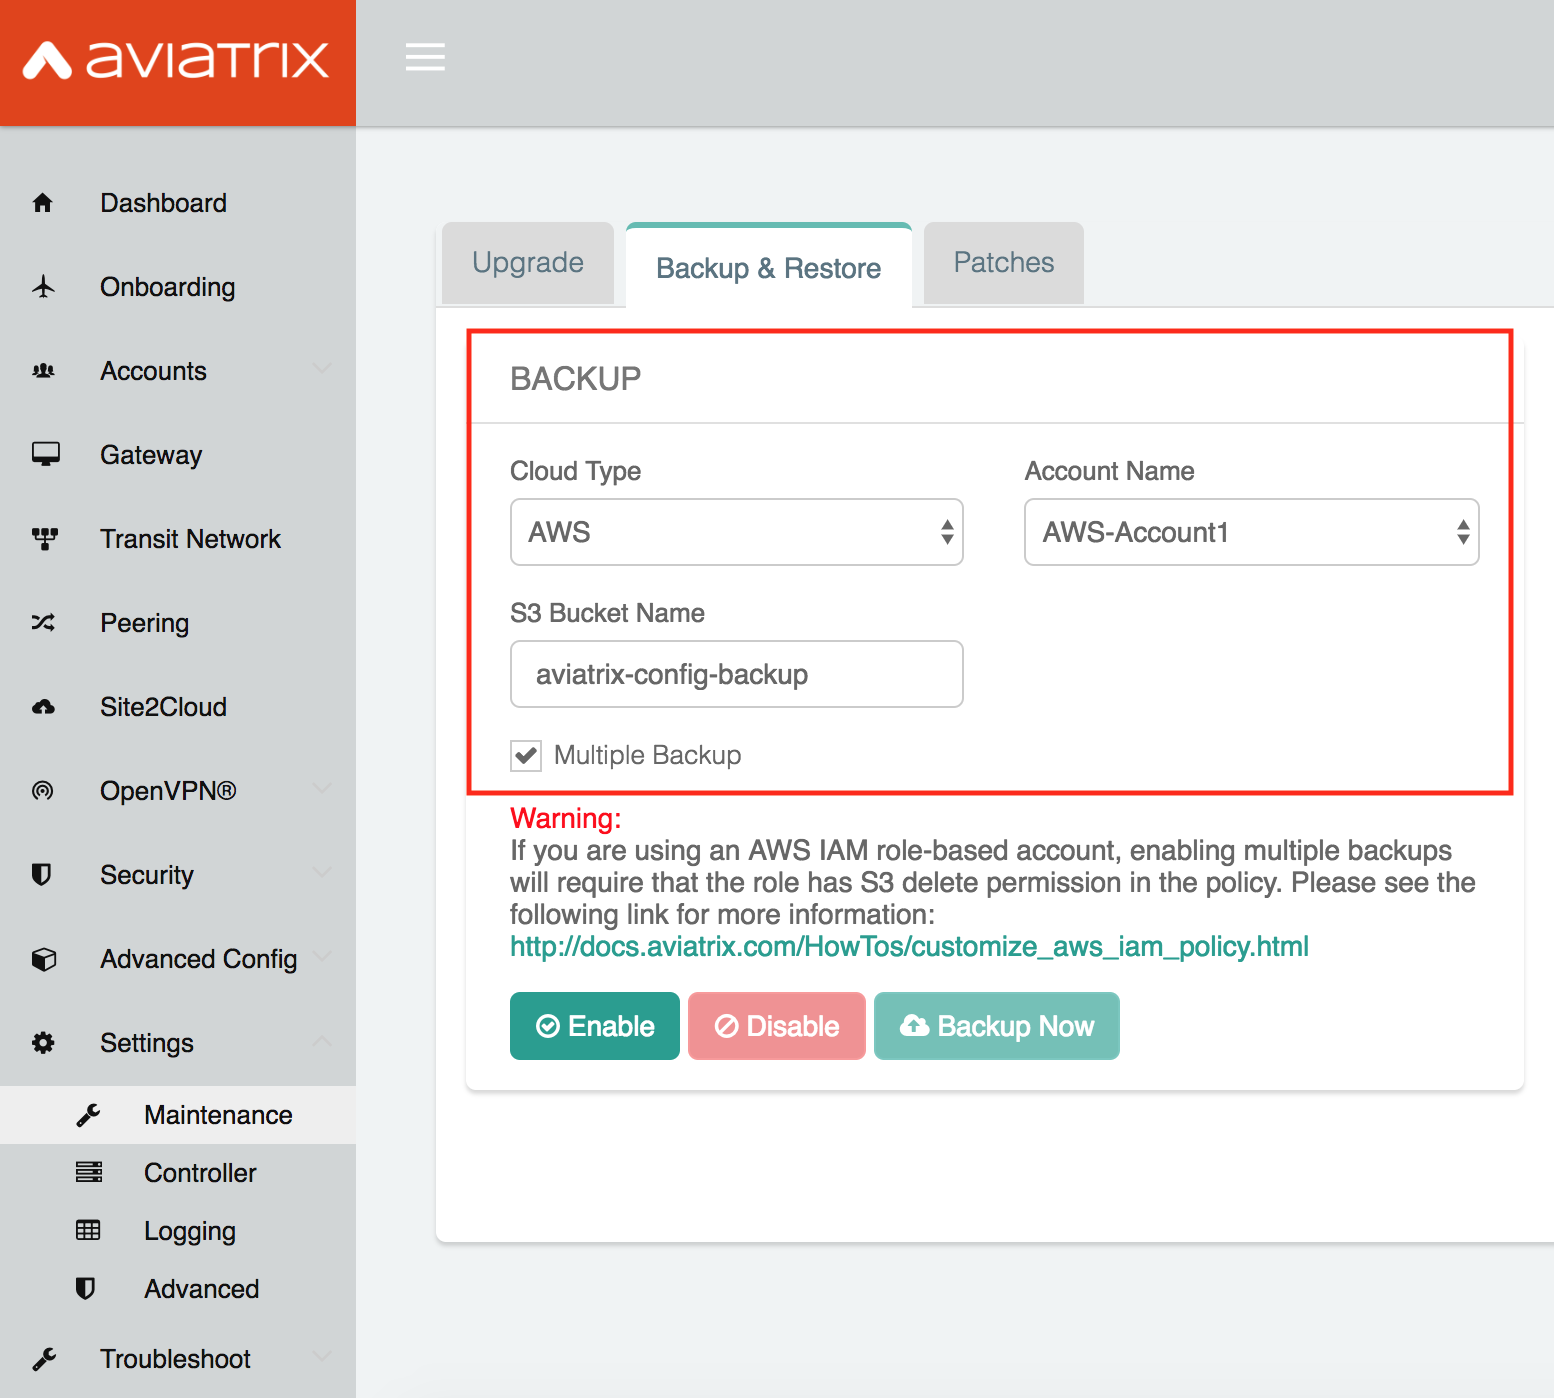 aviatrix
Dashboard
Onboarding
Accounts
Gateway
Transit Network
Peering
Site2Cloud
OpenVPN®
Security
Advanced Config
Settings
Maintenance
Controller
Logging
Advanced
Troubleshoot
Upgrade
Backup & Restore
Patches
BACKUP
Cloud Type
Account Name
AWS
AWS-Account1
S3 Bucket Name
aviatrix-config-backup
Multiple Backup
Warning:
If you are using an AWS IAM role-based account, enabling multiple backups
will require that the role has S3 delete permission in the policy. Please see the
following link for more information:
http://docs.aviatrix.com/HowTos/customize_aws_iam_policy.html
Enable
Disable
Backup Now